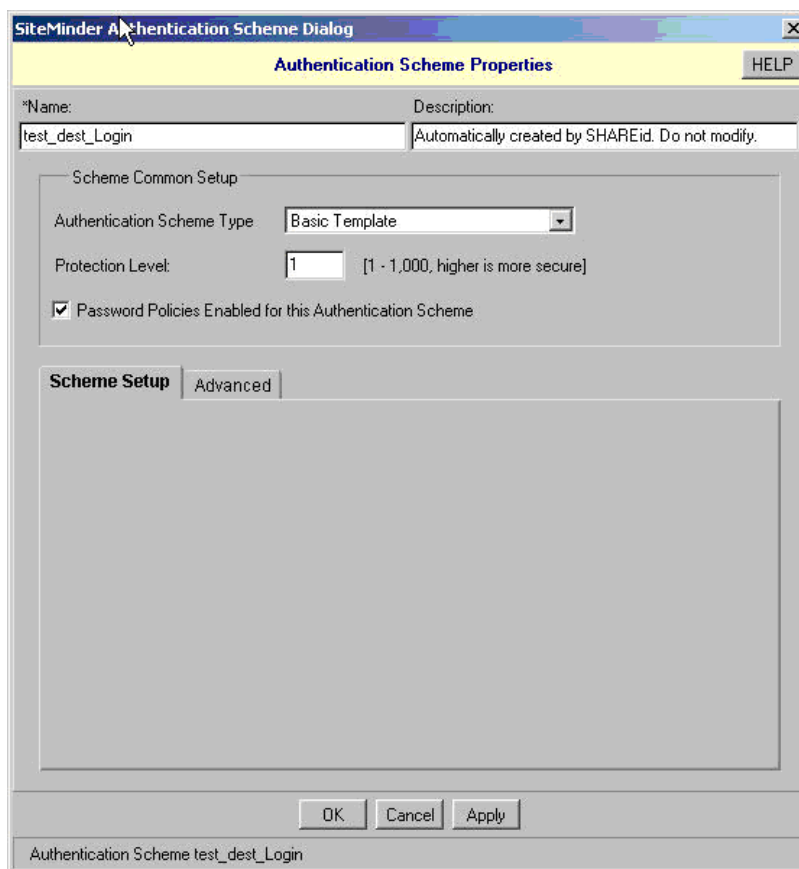 SiteMinder Authentication Scheme Dialog
Authentication Scheme Properties
HELP
*Name:
Description:
test_dest_Login
Automatically created by SHAREid. Do not modify.
Scheme Common Setup
Authentication Scheme Type
Basic Template
Protection Level:
1
[1 - 1,000, higher is more secure]
Password Policies Enabled for this Authentication Scheme
Scheme Setup
Advanced
OK
Cancel
Apply
Authentication Scheme test_dest_Login